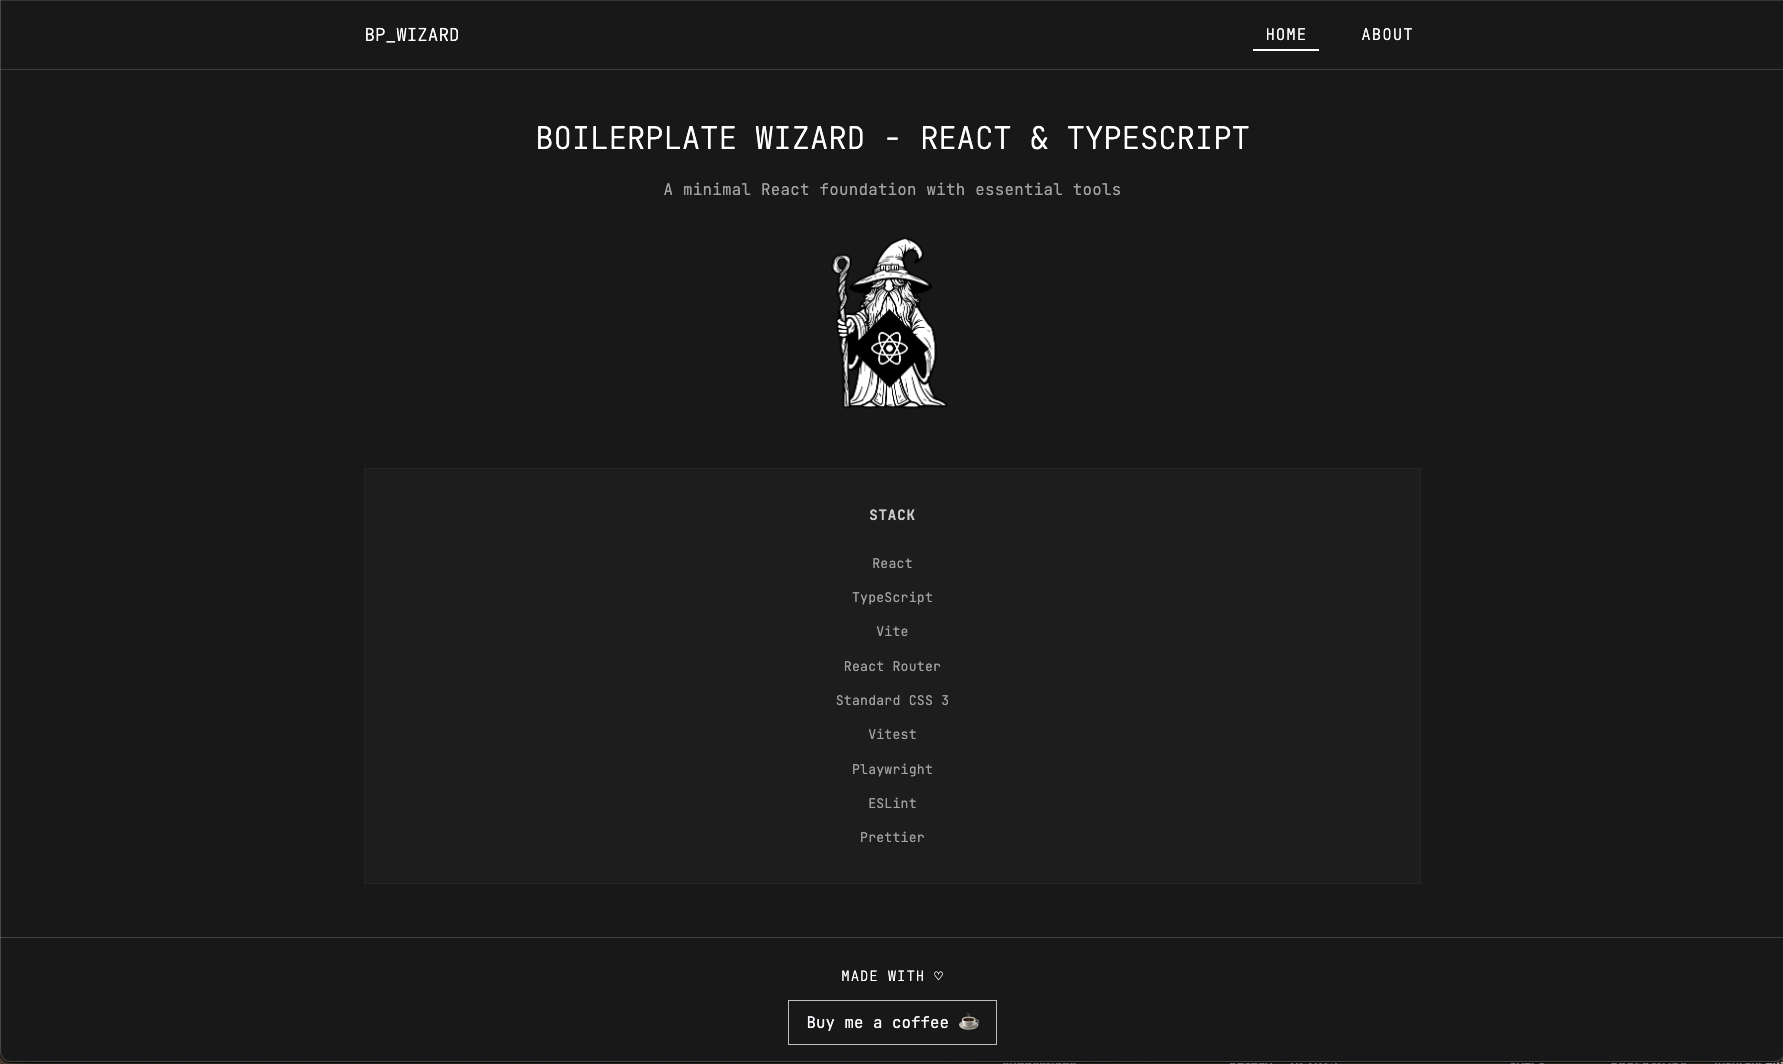 BP_WIZARD
HOME
ABOUT
BOILERPLATE WIZARD - REACT & TYPESCRIPT
A minimal React foundation with essential tools
STACK
React
TypeScript
Vite
React Router
Standard CSS 3
Vitest
Playwright
ESLint
Prettier
MADE WITH ♡
Buy me a coffee ☕